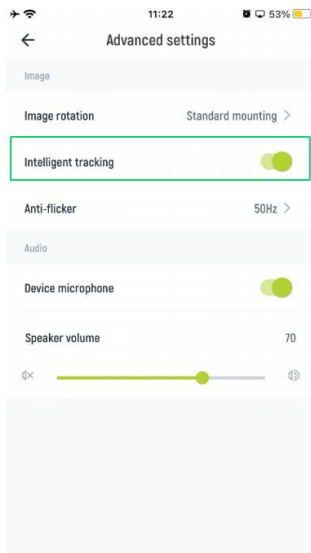 11:22
53%
Advanced settings
Image
Image rotation Standard mounting >
Intelligent tracking
Anti-flicker 50Hz >
Audio
Device microphone
Speaker volume 70